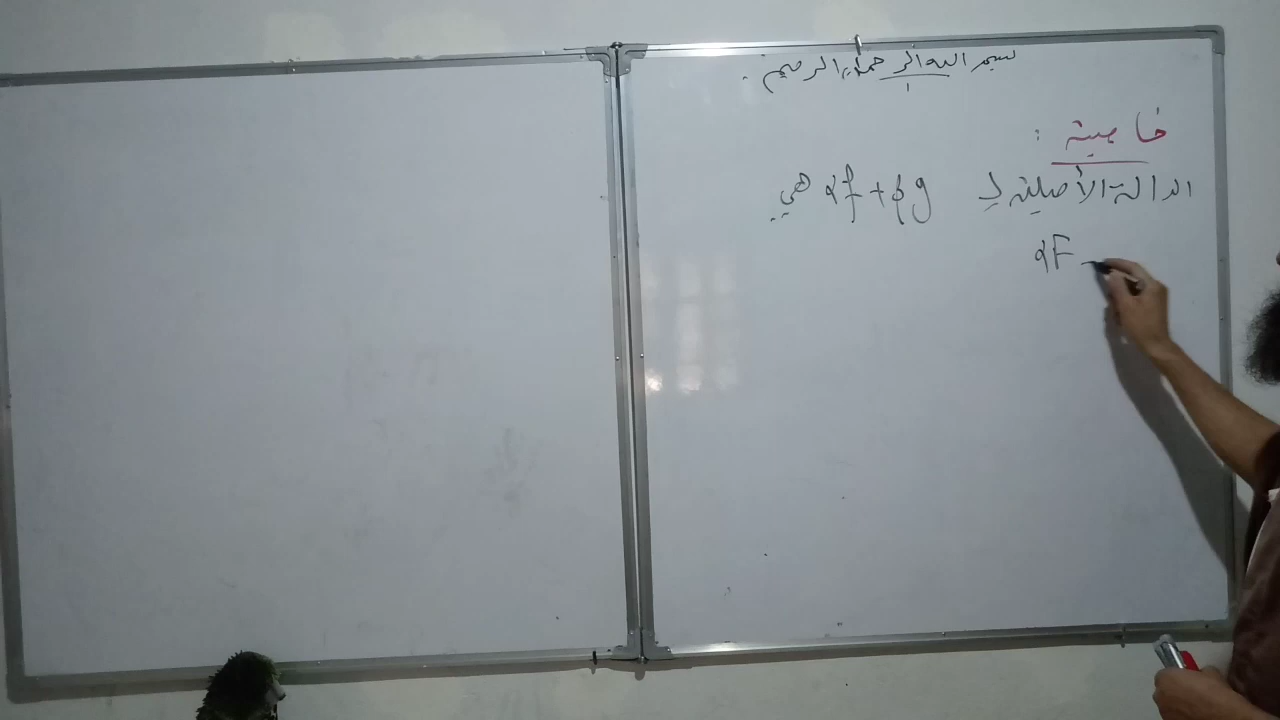 بسم الله الرحمن الرحيم .
خاصية :
الدالة الأصلية لـ αf + βg هي
αF -